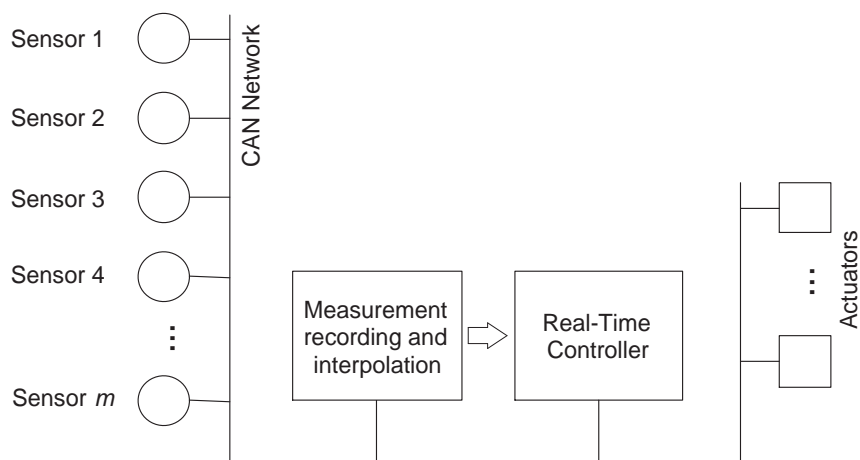 Sensor 1
Sensor 2
Sensor 3
Sensor 4
...
Sensor m
CAN Network
Measurement
recording and
interpolation
Real-Time
Controller
...
Actuators